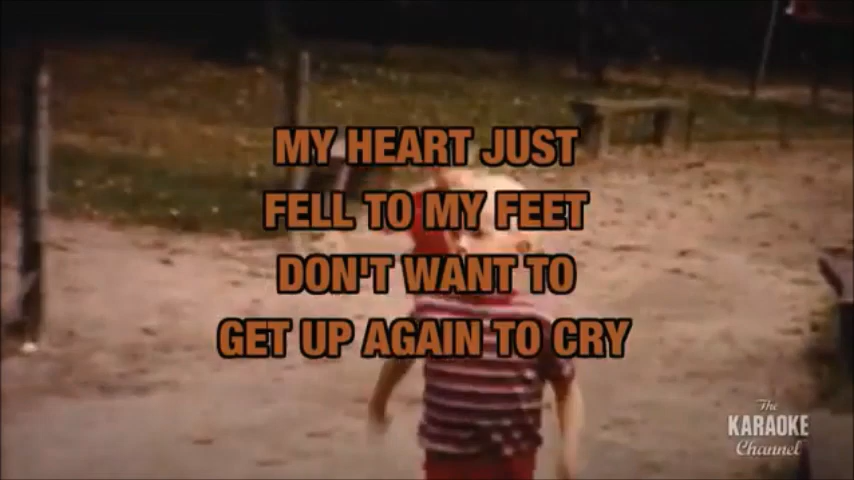 MY HEART JUST
FELL TO MY FEET
DON'T WANT TO
GET UP AGAIN TO CRY
The
KARAOKE
Channel